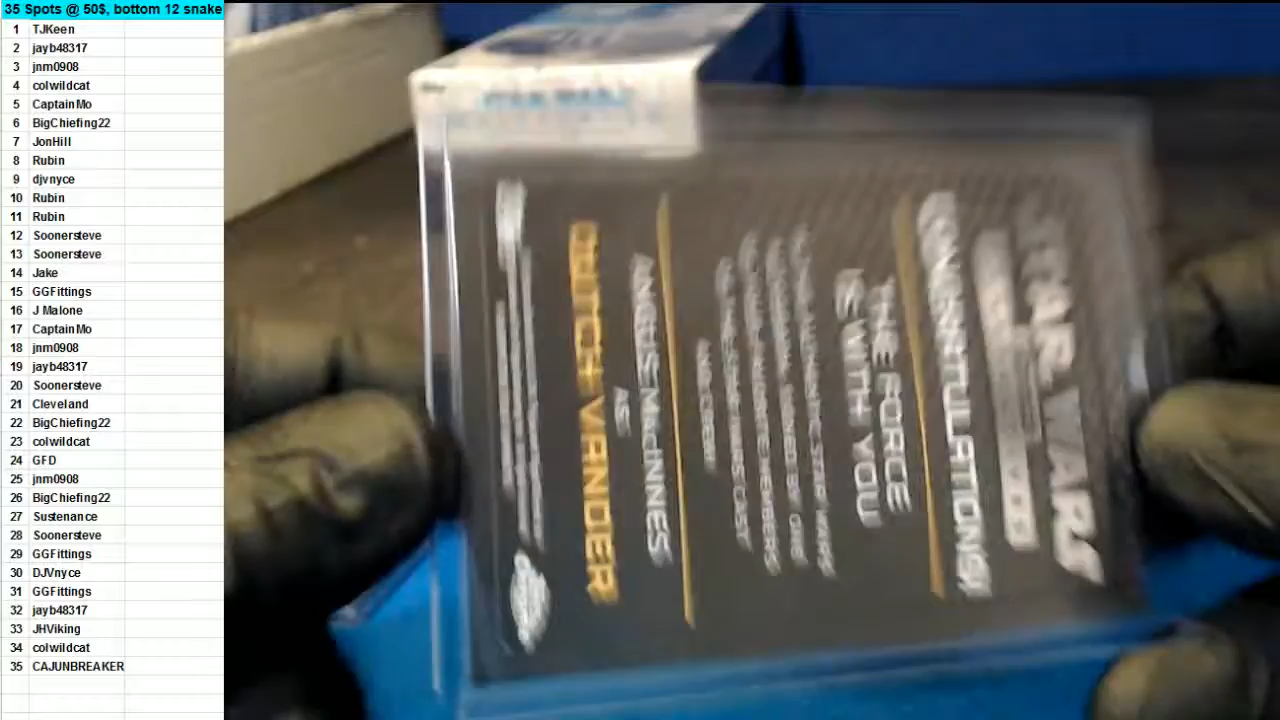 35 Spots @ 50$, bottom 12 snake
1 TJKeen
2 jayb48317
3 jnm0908
4 colwildcat
5 CaptainMo
6 BigChiefing22
7 JonHill
8 Rubin
9 djvnyce
10 Rubin
11 Rubin
12 Soonersteve
13 Soonersteve
14 Jake
15 GGFittings
16 J Malone
17 CaptainMo
18 jnm0908
19 jayb48317
20 Soonersteve
21 Cleveland
22 BigChiefing22
23 colwildcat
24 GFD
25 jnm0908
26 BigChiefing22
27 Sustenance
28 Soonersteve
29 GGFittings
30 DJVnyce
31 GGFittings
32 jayb48317
33 JHViking
34 colwildcat
35 CAJUNBREAKER
STAR WARS
CONGRATULATIONS!
THE FORCE
IS WITH YOU
ANGUS MACINNES
AS
DUTCH VANDER